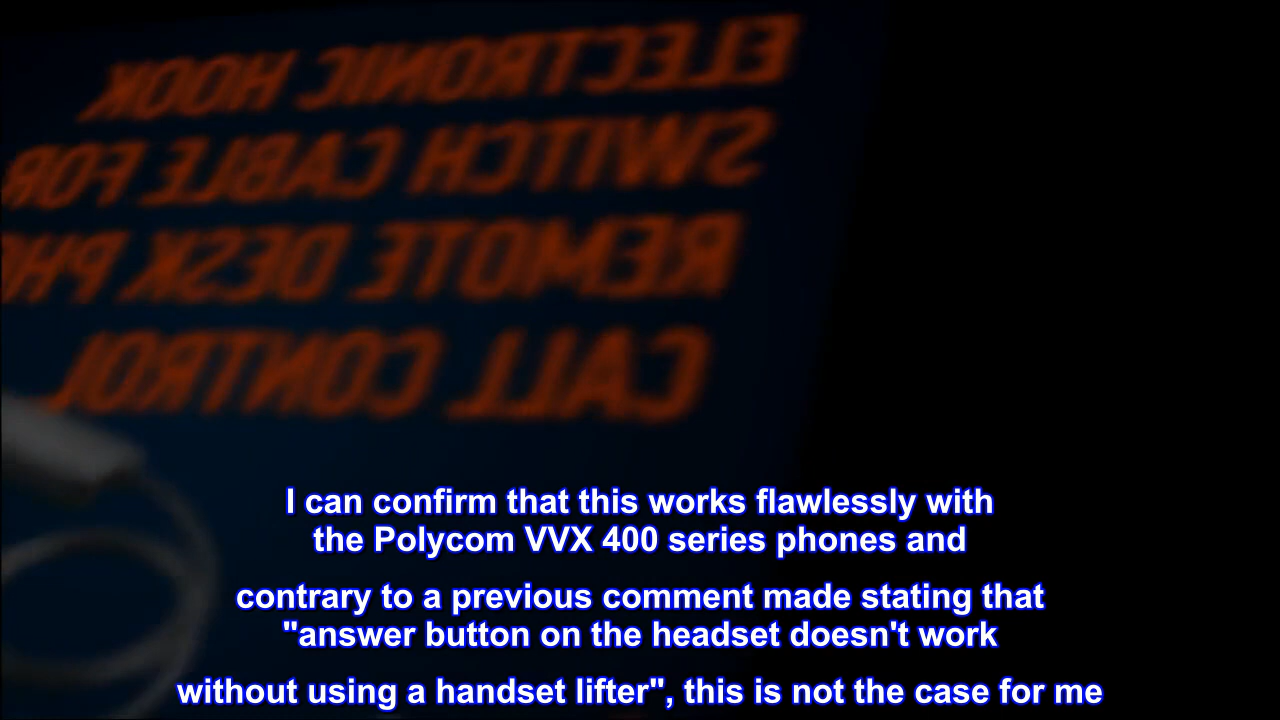 ELECTRONIC HOOK
SWITCH CABLE FOR
REMOTE DESK PH
CALL CONTROL
I can confirm that this works flawlessly with
the Polycom VVX 400 series phones and
contrary to a previous comment made stating that
"answer button on the headset doesn't work
without using a handset lifter", this is not the case for me